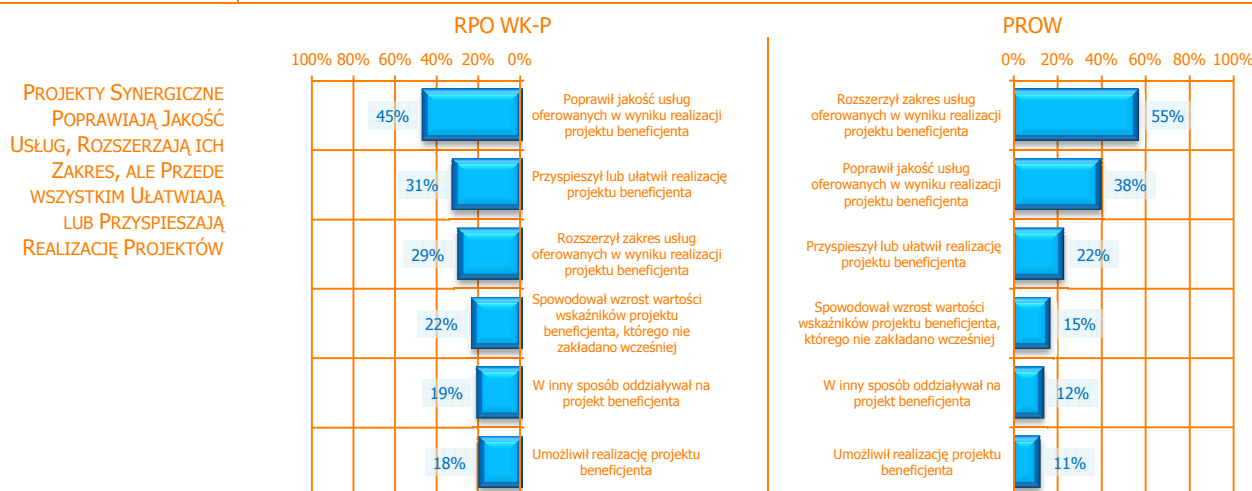 RPO WK-P
PROW
100% 80% 60% 40% 20% 0%
0% 20% 40% 60% 80% 100%
PROJEKTY SYNERGICZNE
POPRAWIAJĄ JAKOŚĆ
USŁUG, ROZSZERZAJĄ ICH
ZAKRES, ALE PRZEDE
WSZYSTKIM UŁATWIAJĄ
LUB PRZYSPIESZAJĄ
REALIZACJĘ PROJEKTÓW
45%
Poprawił jakość usług
oferowanych w wyniku realizacji
projektu beneficjenta
31%
Przyspieszył lub ułatwił realizację
projektu beneficjenta
29%
Rozszerzył zakres usług
oferowanych w wyniku realizacji
projektu beneficjenta
22%
Spowodował wzrost wartości
wskaźników projektu
beneficjenta, którego nie
zakładano wcześniej
19%
W inny sposób oddziaływał na
projekt beneficjenta
18%
Umożliwił realizację projektu
beneficjenta
Rozszerzył zakres usług
oferowanych w wyniku realizacji
projektu beneficjenta
55%
Poprawił jakość usług
oferowanych w wyniku realizacji
projektu beneficjenta
38%
Przyspieszył lub ułatwił realizację
projektu beneficjenta
22%
Spowodował wzrost wartości
wskaźników projektu beneficjenta,
którego nie zakładano wcześniej
15%
W inny sposób oddziaływał na
projekt beneficjenta
12%
Umożliwił realizację projektu
beneficjenta
11%